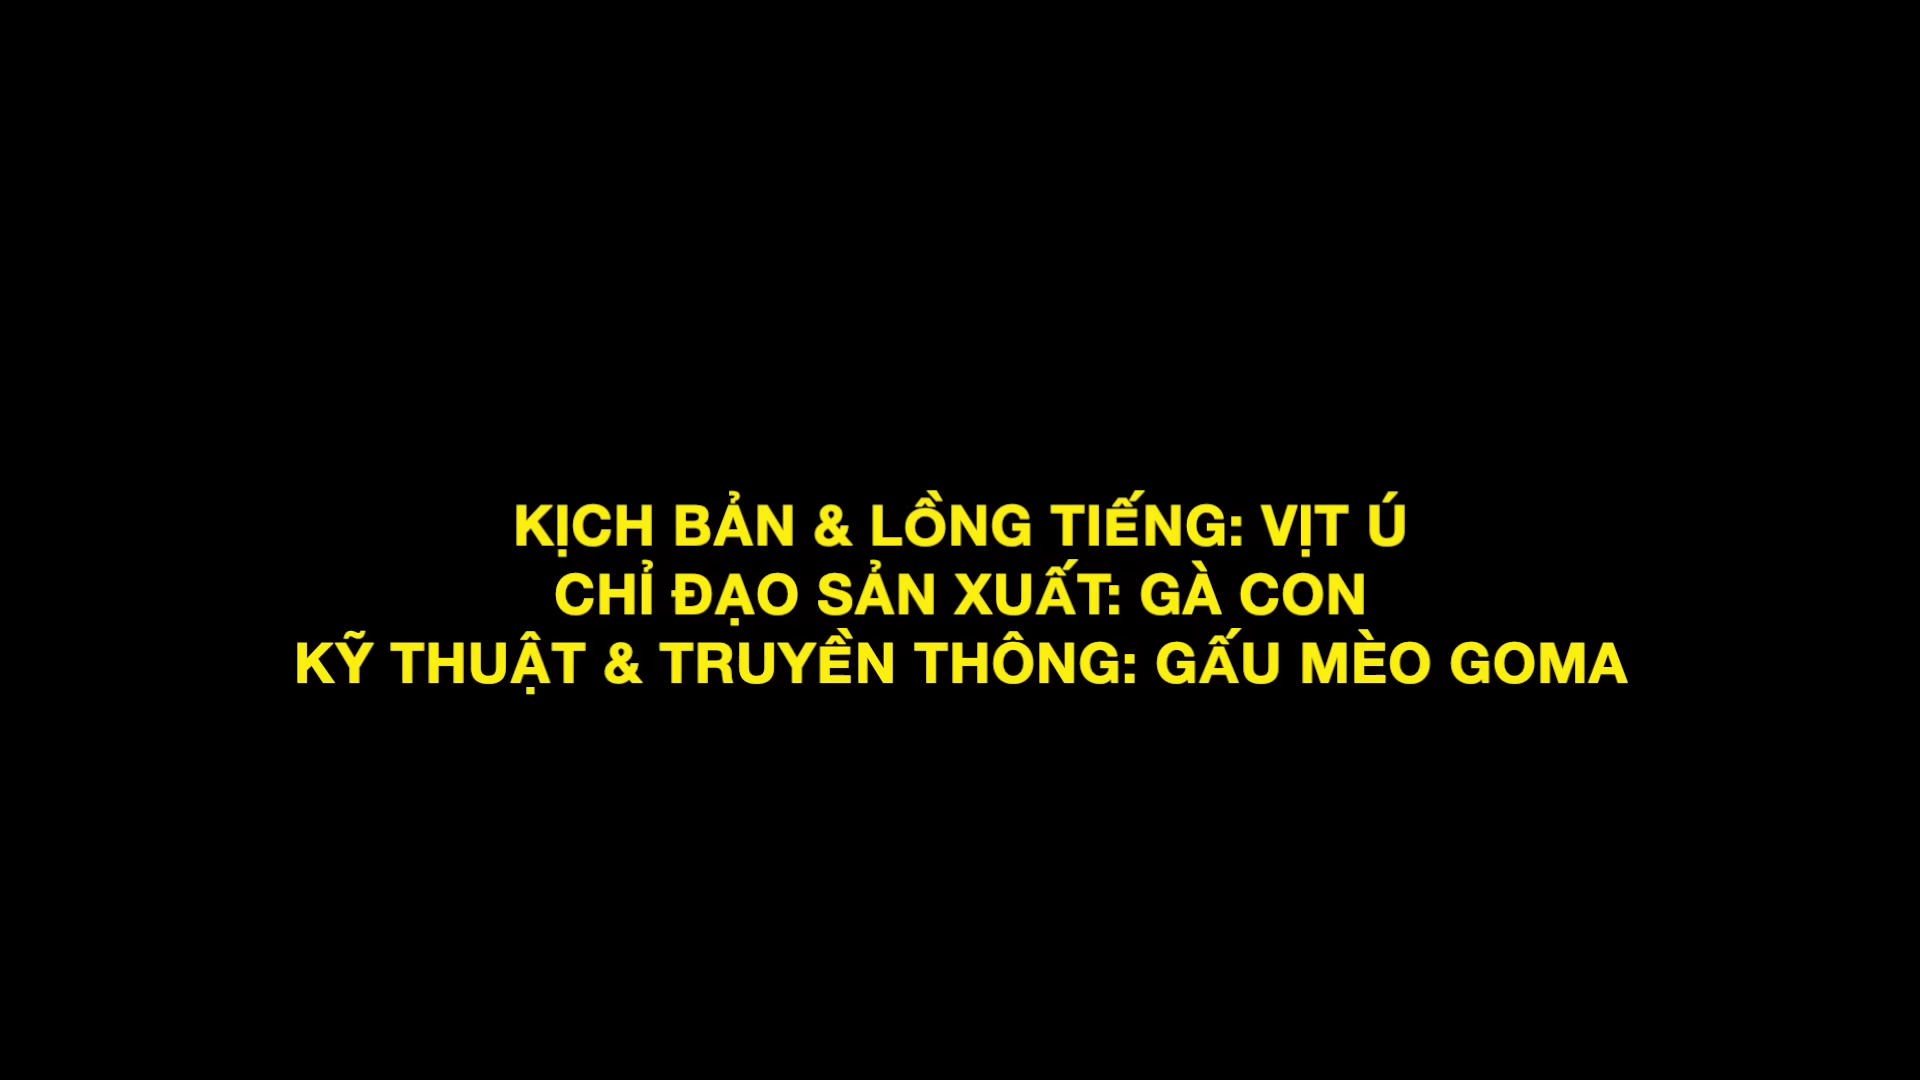 KỊCH BẢN & LỒNG TIẾNG: VỊT Ú
CHỈ ĐẠO SẢN XUẤT: GÀ CON
KỸ THUẬT & TRUYỀN THÔNG: GẤU MÈO GOMA